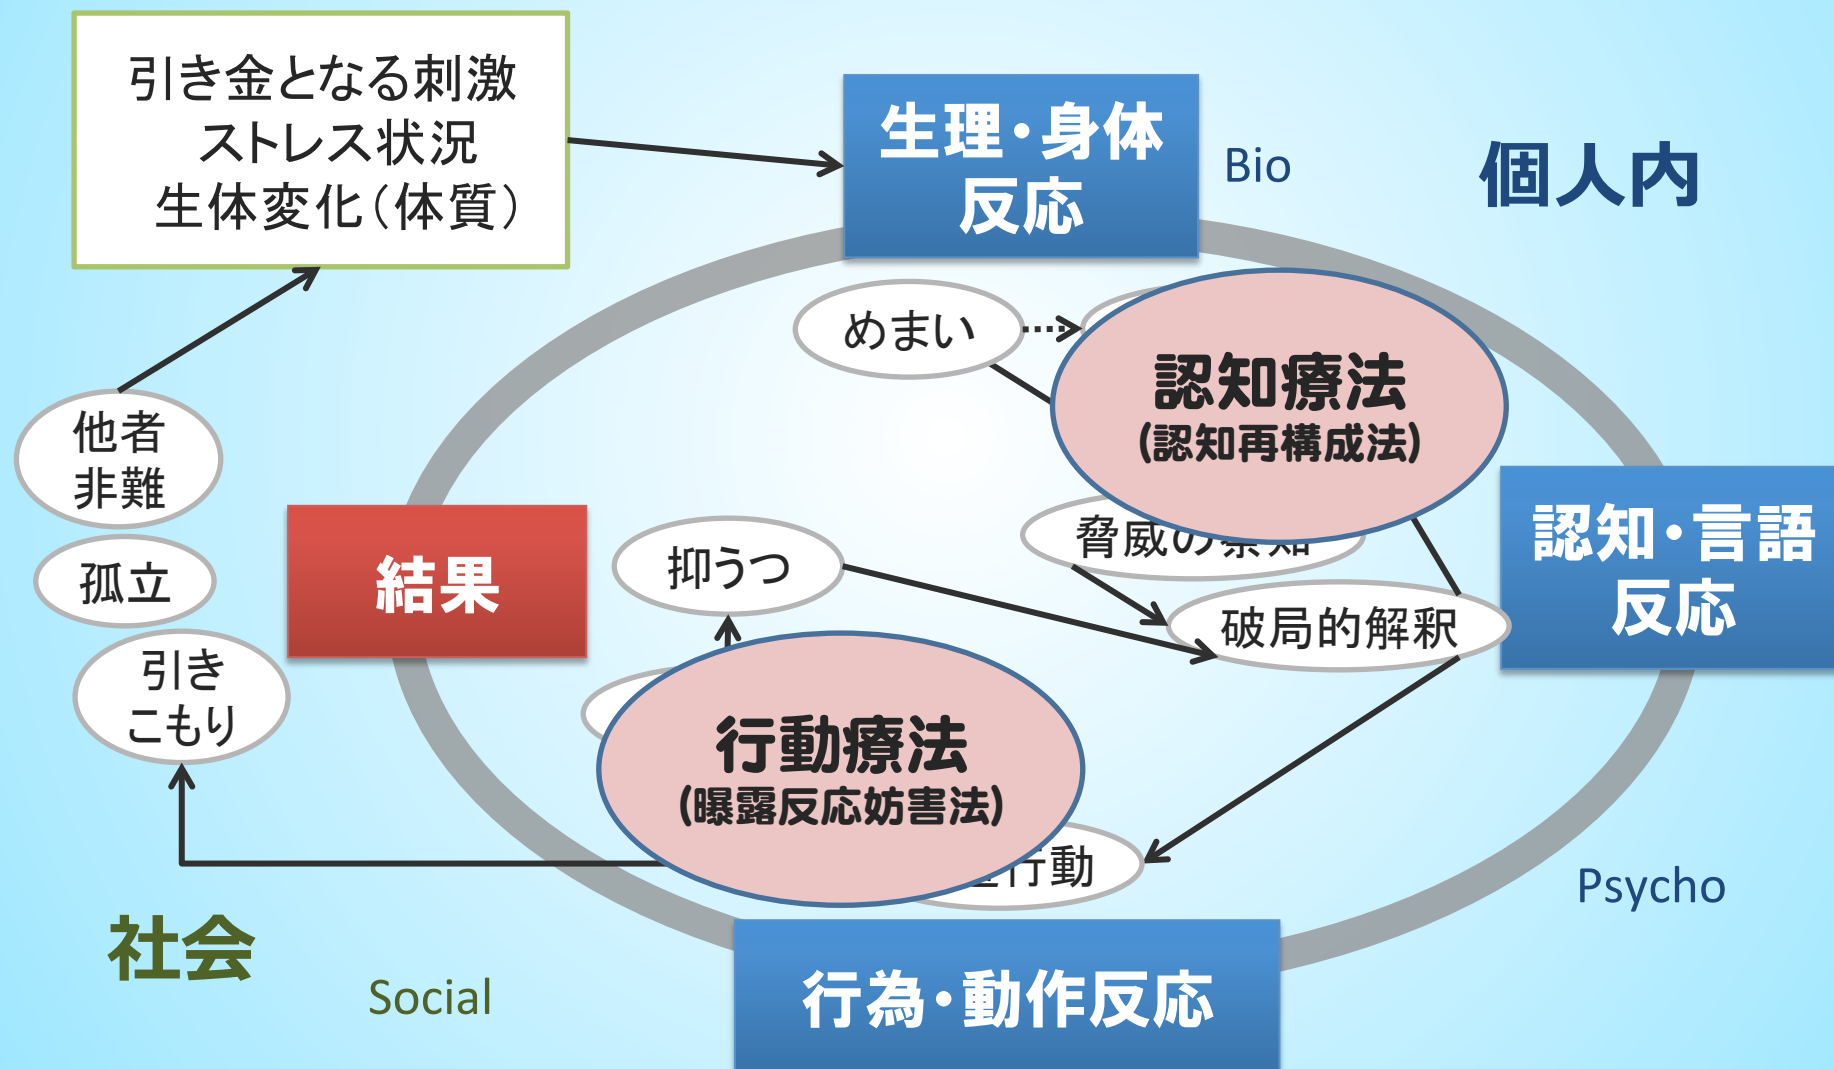 引き金となる刺激
ストレス状況
生体変化（体質）
生理・身体
反応
Bio
個人内
めまい
認知療法
(認知再構成法)
他者
非難
脅威の
認知・言語
反応
結果
抑うつ
孤立
破局的解釈
引き
こもり
行動療法
(曝露反応妨害法)
行動
Psycho
社会
Social
行為・動作反応